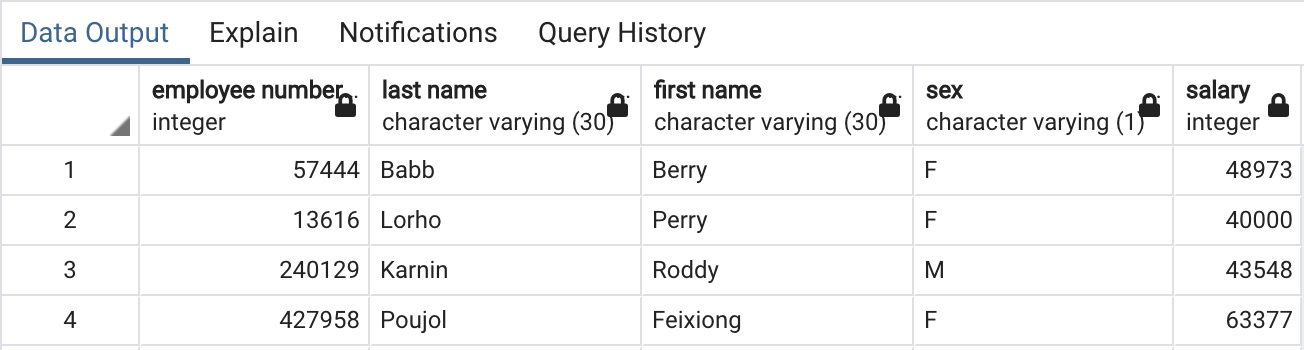 Data Output Explain Notifications Query History
employee number last name first name sex salary
integer character varying (30) character varying (30) character varying (1) integer
1 57444 Babb Berry F 48973
2 13616 Lorho Perry F 40000
3 240129 Karnin Roddy M 43548
4 427958 Poujol Feixiong F 63377